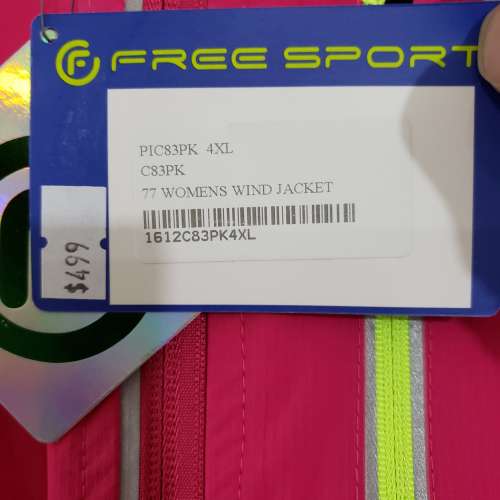 FREE SPORT
PIC83PK 4XL
C83PK
77 WOMENS WIND JACKET
1612C83PK4XL
$499